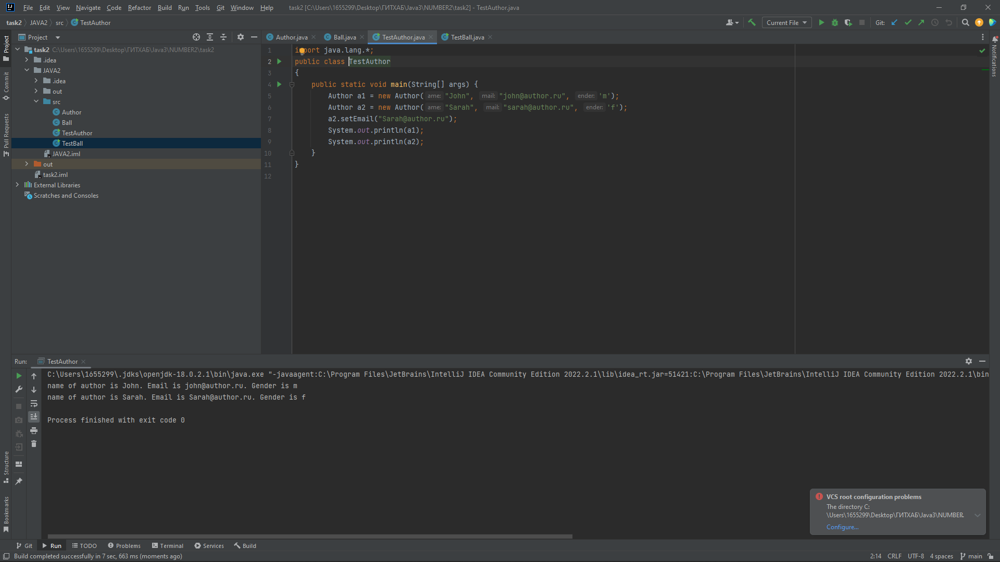 File Edit View Navigate Code Refactor Build Run Tools Git Window Help task2 [C:\Users\1655299\Desktop\ГИТХАБ\Java3\NUMBER2\task2] - TestAuthor.java
task2 JAVA2 src TestAuthor Current File Git:
Project
Author.java Ball.java TestAuthor.java TestBall.java
task2 C:\Users\1655299\Desktop\ГИТХАБ\Java3\NUMBER2\task2
.idea
JAVA2
.idea
out
src
Author
Ball
TestAuthor
TestBall
JAVA2.iml
out
task2.iml
External Libraries
Scratches and Consoles
Project
Commit
Pull Requests
Structure
Bookmarks
Notifications
1 import java.lang.*;
2 public class TestAuthor
3 {
4 public static void main(String[] args) {
5 Author a1 = new Author( ame: "John", mail: "john@author.ru", ender: 'm');
6 Author a2 = new Author( ame: "Sarah", mail: "sarah@author.ru", ender: 'f');
7 a2.setEmail("Sarah@author.ru");
8 System.out.println(a1);
9 System.out.println(a2);
10 }
11 }
12
Run: TestAuthor
C:\Users\1655299\.jdks\openjdk-18.0.2.1\bin\java.exe "-javaagent:C:\Program Files\JetBrains\IntelliJ IDEA Community Edition 2022.2.1\lib\idea_rt.jar=51421:C:\Program Files\JetBrains\IntelliJ IDEA Community Edition 2022.2.1\bin
name of author is John. Email is john@author.ru. Gender is m
name of author is Sarah. Email is Sarah@author.ru. Gender is f
Process finished with exit code 0
VCS root configuration problems
The directory C:
\Users\1655299\Desktop\ГИТХАБ\Java3\NUMBER.
Configure...
Git Run TODO Problems Terminal Services Build
Build completed successfully in 7 sec, 663 ms (moments ago) 2:14 CRLF UTF-8 4 spaces main